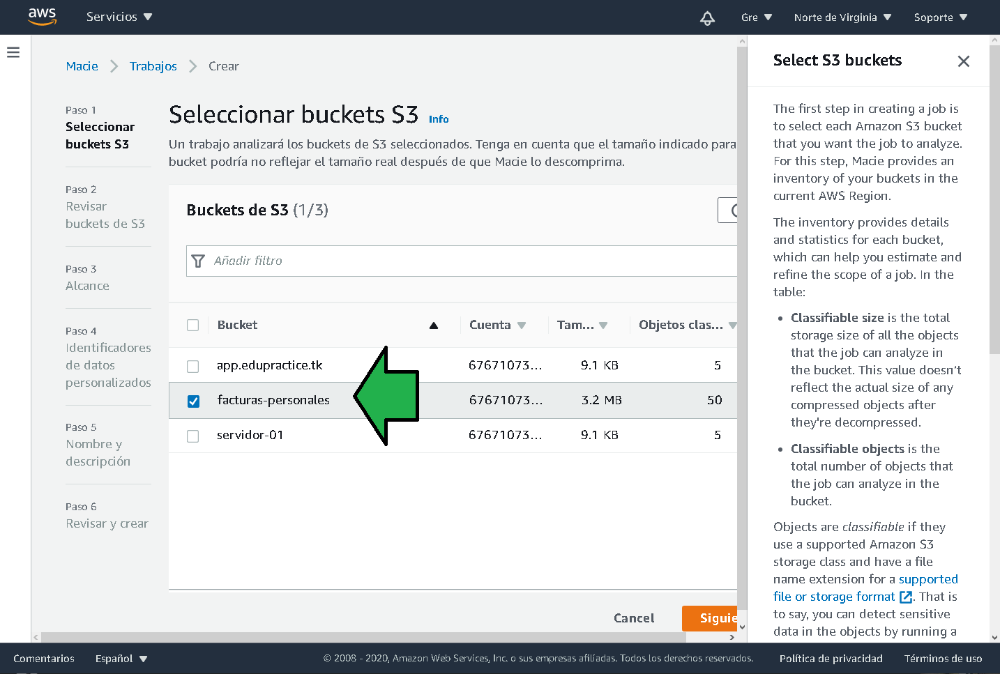 aws
Servicios
Gre
Norte de Virginia
Soporte
Macie
Trabajos
Crear
Paso 1
Seleccionar
buckets S3
Paso 2
Revisar
buckets de S3
Paso 3
Alcance
Paso 4
Identificadores
de datos
personalizados
Paso 5
Nombre y
descripción
Paso 6
Revisar y crear
Seleccionar buckets S3 Info
Un trabajo analizará los buckets de S3 seleccionados. Tenga en cuenta que el tamaño indicado para
bucket podría no reflejar el tamaño real después de que Macie lo descomprima.
Buckets de S3 (1/3)
Añadir filtro
Bucket Cuenta Tam... Objetos clas...
app.edupractice.tk 67671073... 9.1 KB 5
facturas-personales 67671073... 3.2 MB 50
servidor-01 67671073... 9.1 KB 5
Cancel
Siguie
Select S3 buckets
The first step in creating a job is
to select each Amazon S3 bucket
that you want the job to analyze.
For this step, Macie provides an
inventory of your buckets in the
current AWS Region.
The inventory provides details
and statistics for each bucket,
which can help you estimate and
refine the scope of a job. In the
table:
• Classifiable size is the total
storage size of all the objects
that the job can analyze in
the bucket. This value doesn't
reflect the actual size of any
compressed objects after
they're decompressed.
• Classifiable objects is the
total number of objects that
the job can analyze in the
bucket.
Objects are classifiable if they
use a supported Amazon S3
storage class and have a file
name extension for a supported
file or storage format. That is
to say, you can detect sensitive
data in the objects by running a
Comentarios
Español
© 2008 - 2020, Amazon Web Services, Inc. o sus empresas afiliadas. Todos los derechos reservados.
Política de privacidad
Términos de uso